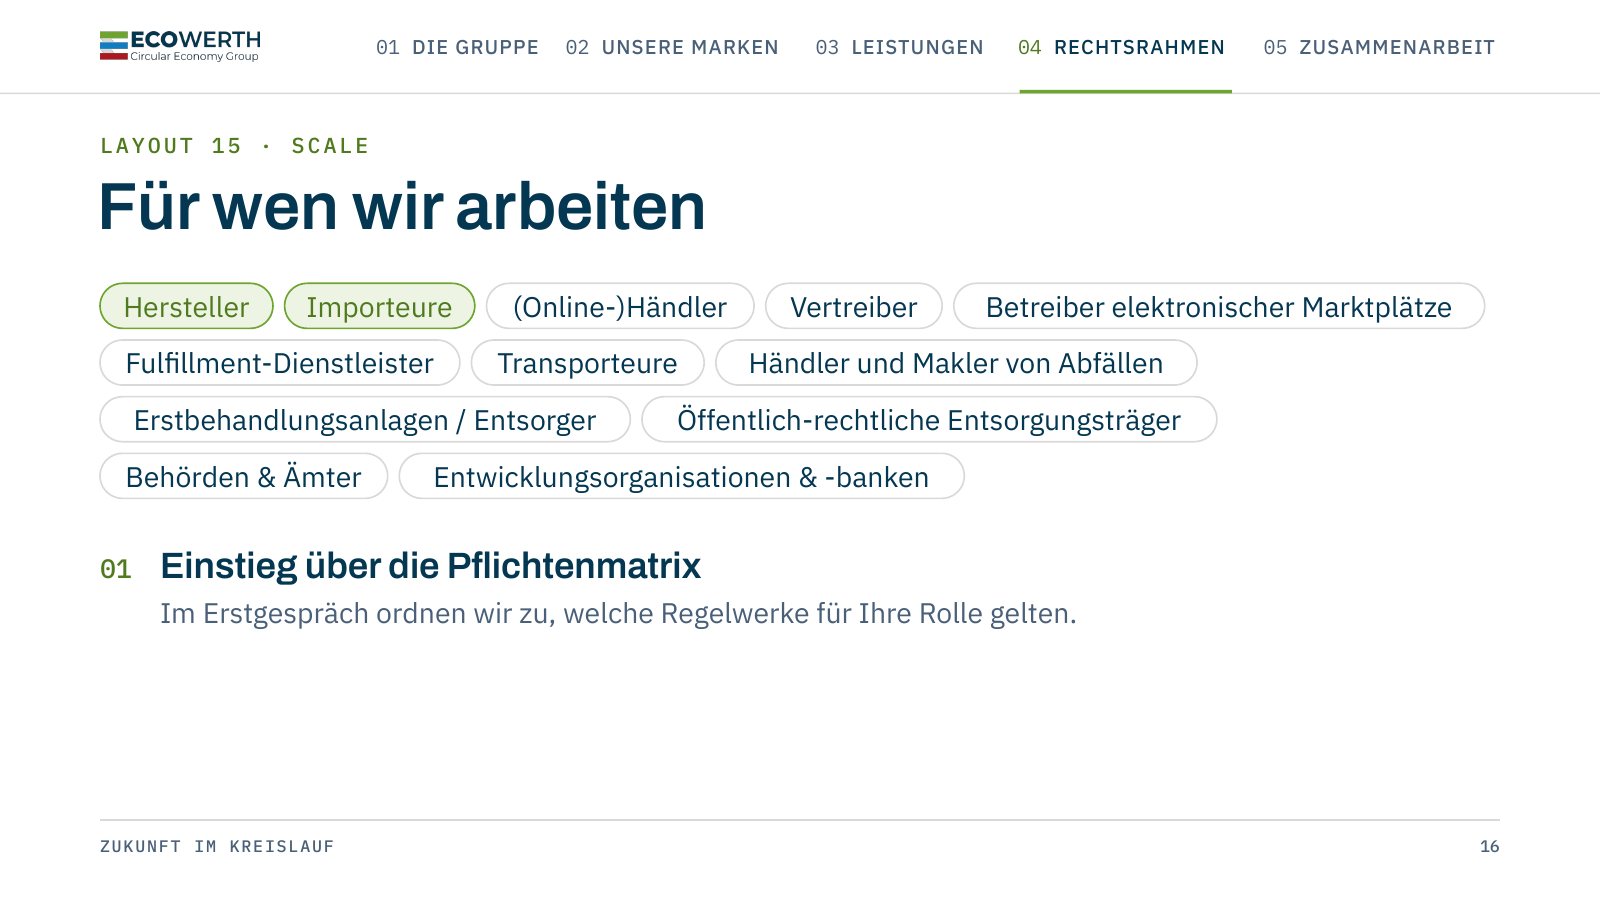 ECOWERTH
Circular Economy Group
01 DIE GRUPPE 02 UNSERE MARKEN 03 LEISTUNGEN 04 RECHTSRAHMEN 05 ZUSAMMENARBEIT
LAYOUT 15 · SCALE
Für wen wir arbeiten
Hersteller Importeure (Online-)Händler Vertreiber Betreiber elektronischer Marktplätze
Fulfillment-Dienstleister Transporteure Händler und Makler von Abfällen
Erstbehandlungsanlagen / Entsorger Öffentlich-rechtliche Entsorgungsträger
Behörden & Ämter Entwicklungsorganisationen & -banken
01 Einstieg über die Pflichtenmatrix
Im Erstgespräch ordnen wir zu, welche Regelwerke für Ihre Rolle gelten.
ZUKUNFT IM KREISLAUF 16